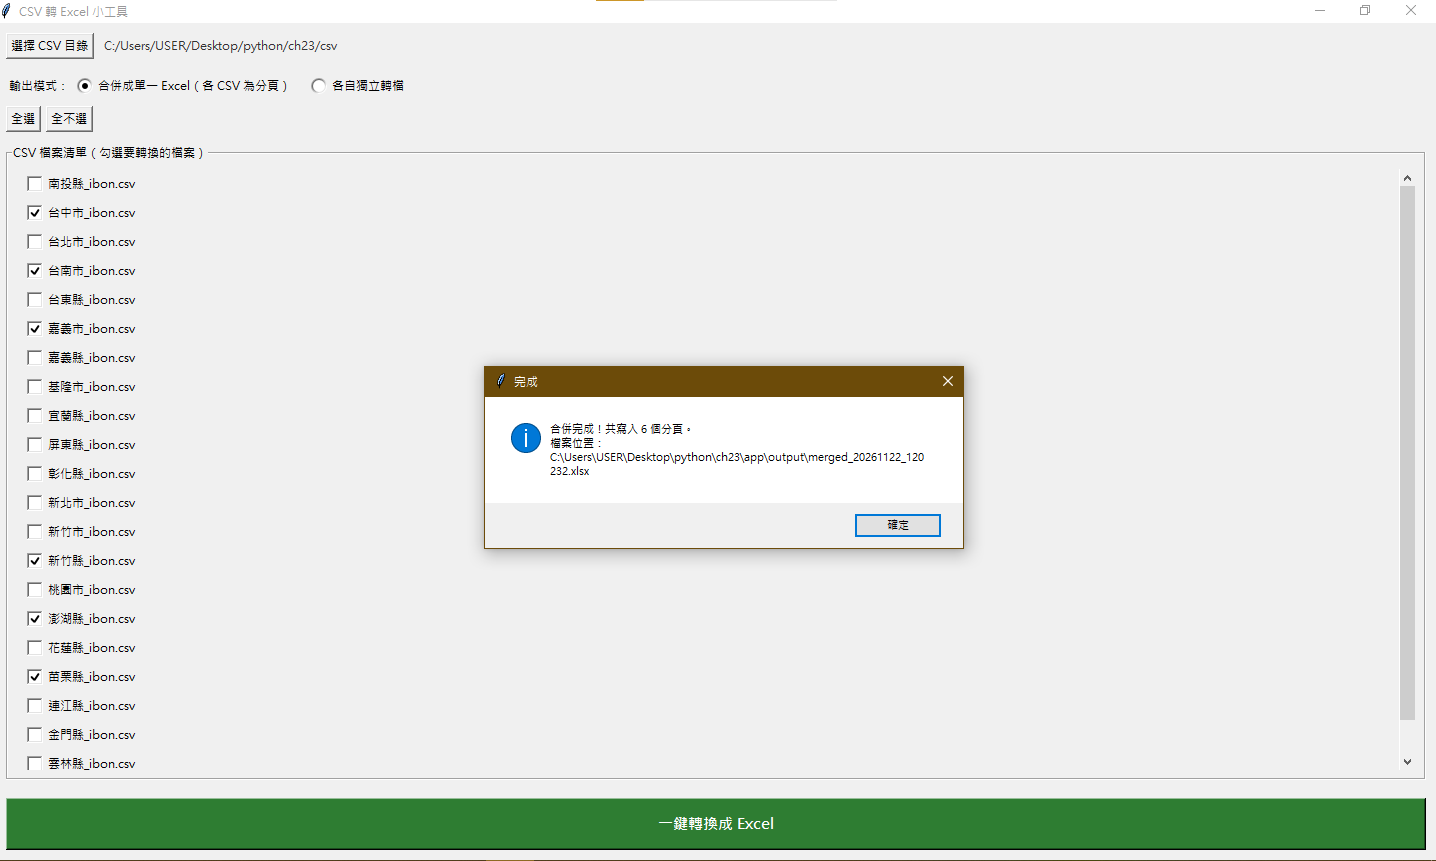 CSV 轉 Excel 小工具
選擇 CSV 目錄 C:/Users/USER/Desktop/python/ch23/csv
輸出模式： 合併成單一 Excel（各 CSV 為分頁） 各自獨立轉檔
全選 全不選
CSV 檔案清單（勾選要轉換的檔案）
南投縣_ibon.csv
台中市_ibon.csv
台北市_ibon.csv
台南市_ibon.csv
台東縣_ibon.csv
嘉義市_ibon.csv
嘉義縣_ibon.csv
基隆市_ibon.csv
宜蘭縣_ibon.csv
屏東縣_ibon.csv
彰化縣_ibon.csv
新北市_ibon.csv
新竹市_ibon.csv
新竹縣_ibon.csv
桃園市_ibon.csv
澎湖縣_ibon.csv
花蓮縣_ibon.csv
苗栗縣_ibon.csv
連江縣_ibon.csv
金門縣_ibon.csv
雲林縣_ibon.csv
完成
合併完成！共寫入 6 個分頁。
檔案位置：
C:\Users\USER\Desktop\python\ch23\app\output\merged_20261122_120
232.xlsx
確定
一鍵轉換成 Excel